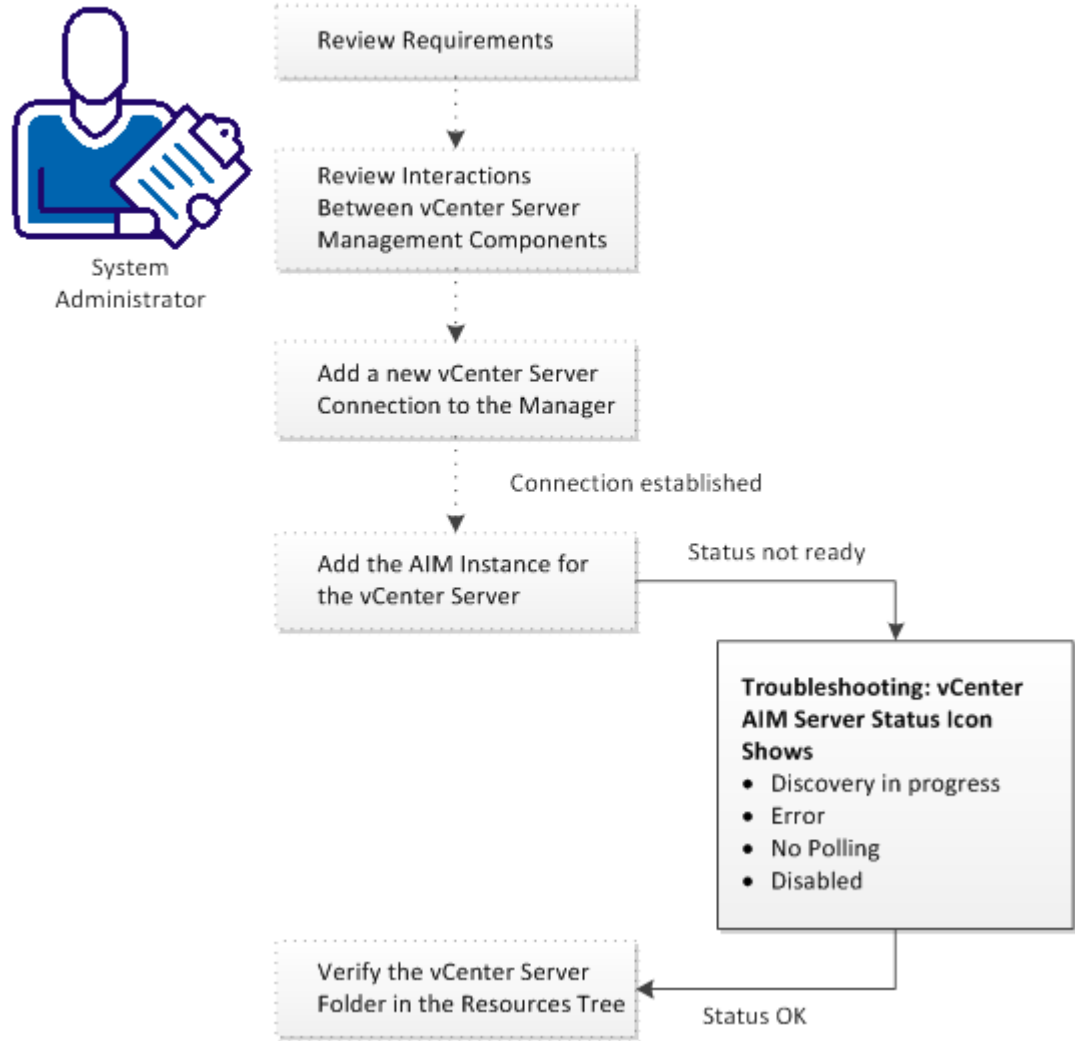 Review Requirements
Review Interactions
Between vCenter Server
Management Components
System
Administrator
Add a new vCenter Server
Connection to the Manager
Connection established
Add the AIM Instance for
the vCenter Server
Status not ready
Troubleshooting: vCenter
AIM Server Status Icon
Shows
• Discovery in progress
• Error
• No Polling
• Disabled
Verify the vCenter Server
Folder in the Resources Tree
Status OK